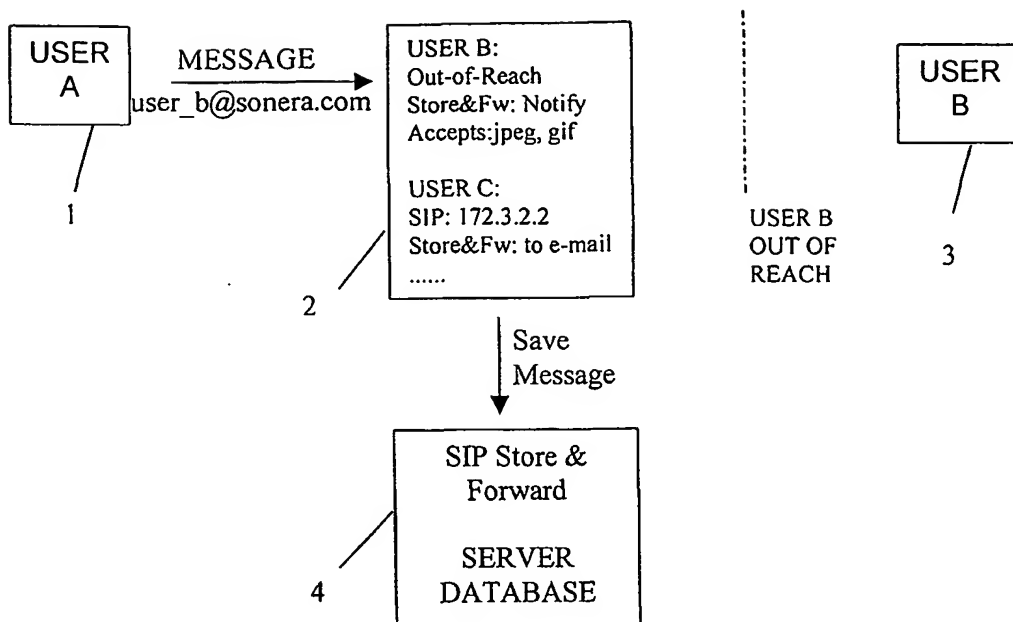 USER
A
1
MESSAGE
user_b@sonera.com
USER B:
Out-of-Reach
Store&Fw: Notify
Accepts:jpeg, gif
USER C:
SIP: 172.3.2.2
Store&Fw: to e-mail
......
2
USER B
OUT OF
REACH
USER
B
3
Save
Message
SIP Store &
Forward
SERVER
DATABASE
4